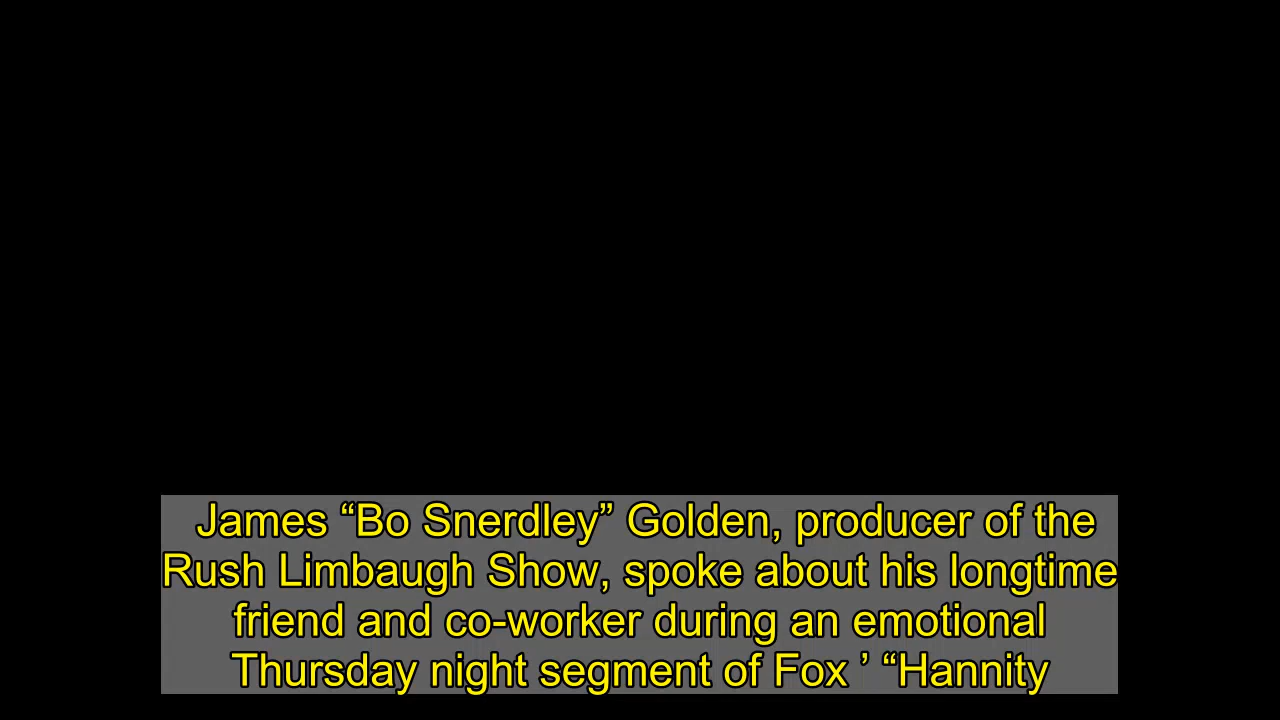 James “Bo Snerdley” Golden, producer of the
Rush Limbaugh Show, spoke about his longtime
friend and co-worker during an emotional
Thursday night segment of Fox ’ “Hannity